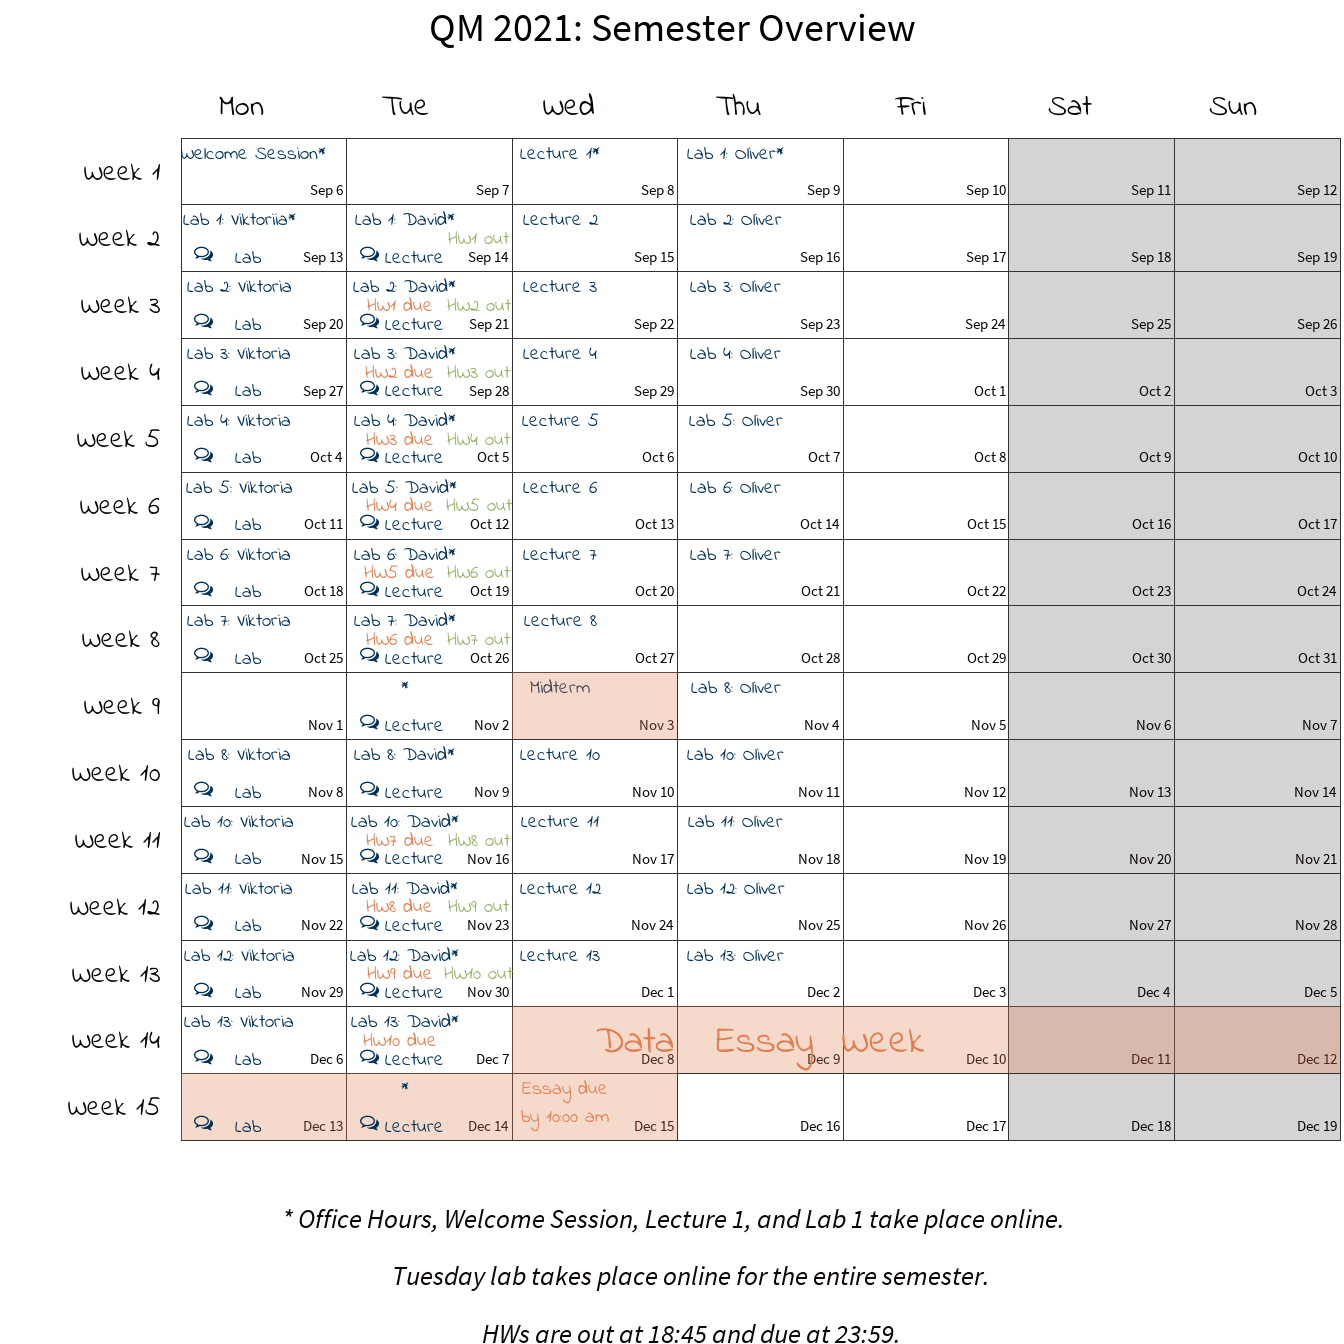 QM 2021: Semester Overview
Mon Tue Wed Thu Fri Sat Sun
Week 1
Welcome Session* Lecture 1* Lab 1: Oliver*
Sep 6 Sep 7 Sep 8 Sep 9 Sep 10 Sep 11 Sep 12
Week 2
Lab 1: Viktoriia* Lab 1: David* Lecture 2 Lab 2: Oliver
HW1 out
Lab Sep 13 Lecture Sep 14 Sep 15 Sep 16 Sep 17 Sep 18 Sep 19
Week 3
Lab 2: Viktoria Lab 2: David* Lecture 3 Lab 3: Oliver
HW1 due HW2 out
Lab Sep 20 Lecture Sep 21 Sep 22 Sep 23 Sep 24 Sep 25 Sep 26
Week 4
Lab 3: Viktoria Lab 3: David* Lecture 4 Lab 4: Oliver
HW2 due HW3 out
Lab Sep 27 Lecture Sep 28 Sep 29 Sep 30 Oct 1 Oct 2 Oct 3
Week 5
Lab 4: Viktoria Lab 4: David* Lecture 5 Lab 5: Oliver
HW3 due HW4 out
Lab Oct 4 Lecture Oct 5 Oct 6 Oct 7 Oct 8 Oct 9 Oct 10
Week 6
Lab 5: Viktoria Lab 5: David* Lecture 6 Lab 6: Oliver
HW4 due HW5 out
Lab Oct 11 Lecture Oct 12 Oct 13 Oct 14 Oct 15 Oct 16 Oct 17
Week 7
Lab 6: Viktoria Lab 6: David* Lecture 7 Lab 7: Oliver
HW5 due HW6 out
Lab Oct 18 Lecture Oct 19 Oct 20 Oct 21 Oct 22 Oct 23 Oct 24
Week 8
Lab 7: Viktoria Lab 7: David* Lecture 8
HW6 due HW7 out
Lab Oct 25 Lecture Oct 26 Oct 27 Oct 28 Oct 29 Oct 30 Oct 31
Week 9
* Midterm Lab 8: Oliver
Nov 1 Lecture Nov 2 Nov 3 Nov 4 Nov 5 Nov 6 Nov 7
Week 10
Lab 8: Viktoria Lab 8: David* Lecture 10 Lab 10: Oliver
Lab Nov 8 Lecture Nov 9 Nov 10 Nov 11 Nov 12 Nov 13 Nov 14
Week 11
Lab 10: Viktoria Lab 10: David* Lecture 11 Lab 11: Oliver
HW7 due HW8 out
Lab Nov 15 Lecture Nov 16 Nov 17 Nov 18 Nov 19 Nov 20 Nov 21
Week 12
Lab 11: Viktoria Lab 11: David* Lecture 12 Lab 12: Oliver
HW8 due HW9 out
Lab Nov 22 Lecture Nov 23 Nov 24 Nov 25 Nov 26 Nov 27 Nov 28
Week 13
Lab 12: Viktoria Lab 12: David* Lecture 13 Lab 13: Oliver
HW9 due HW10 out
Lab Nov 29 Lecture Nov 30 Dec 1 Dec 2 Dec 3 Dec 4 Dec 5
Week 14
Lab 13: Viktoria Lab 13: David*
HW10 due Data Essay week
Lab Dec 6 Lecture Dec 7 Dec 8 Dec 9 Dec 10 Dec 11 Dec 12
Week 15
* Essay due
by 10:00 am
Lab Dec 13 Lecture Dec 14 Dec 15 Dec 16 Dec 17 Dec 18 Dec 19
* Office Hours, Welcome Session, Lecture 1, and Lab 1 take place online.
Tuesday lab takes place online for the entire semester.
HWs are out at 18:45 and due at 23:59.